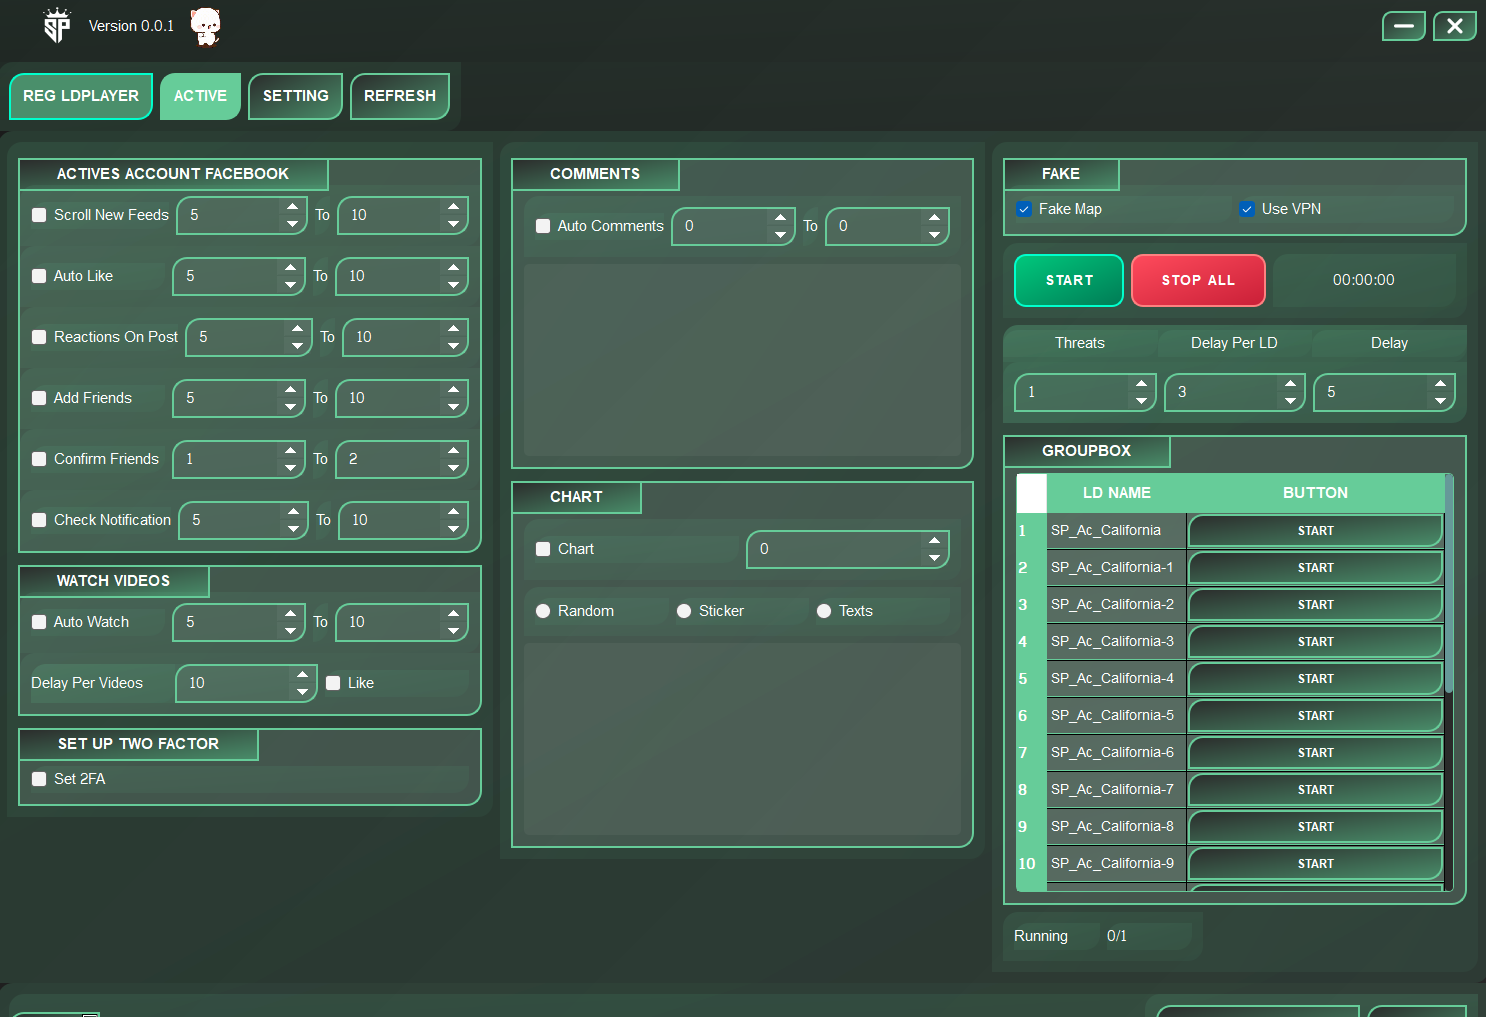 SP Version 0.0.1
REG LDPLAYER ACTIVE SETTING REFRESH
ACTIVES ACCOUNT FACEBOOK
Scroll New Feeds 5 To 10
Auto Like 5 To 10
Reactions On Post 5 To 10
Add Friends 5 To 10
Confirm Friends 1 To 2
Check Notification 5 To 10
WATCH VIDEOS
Auto Watch 5 To 10
Delay Per Videos 10 Like
SET UP TWO FACTOR
Set 2FA
COMMENTS
Auto Comments 0 To 0
CHART
Chart 0
Random Sticker Texts
FAKE
Fake Map Use VPN
START STOP ALL 00:00:00
Threats Delay Per LD Delay
1 3 5
GROUPBOX
LD NAME BUTTON
1 SP_Ac_California START
2 SP_Ac_California-1 START
3 SP_Ac_California-2 START
4 SP_Ac_California-3 START
5 SP_Ac_California-4 START
6 SP_Ac_California-5 START
7 SP_Ac_California-6 START
8 SP_Ac_California-7 START
9 SP_Ac_California-8 START
10 SP_Ac_California-9 START
Running 0/1